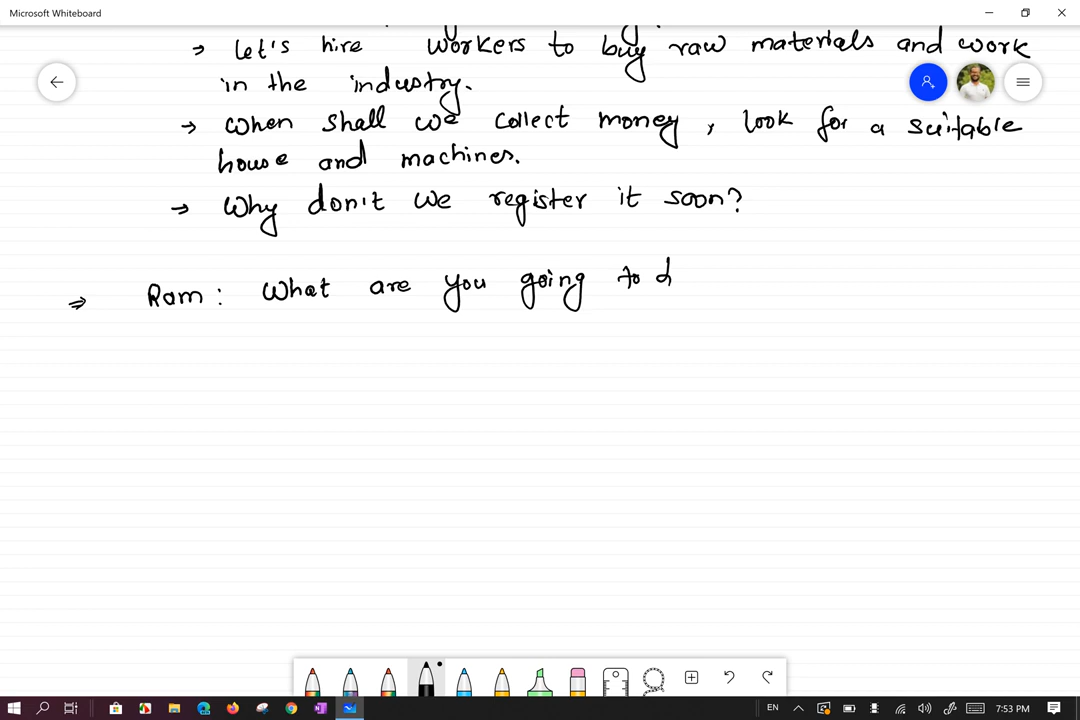 Microsoft Whiteboard
→ Let's hire workers to buy raw materials and work
in the industry.
→ When shall we collect money, look for a suitable
house and machines.
→ Why don't we register it soon?
⇒ Ram: What are you going to d
EN 7:53 PM